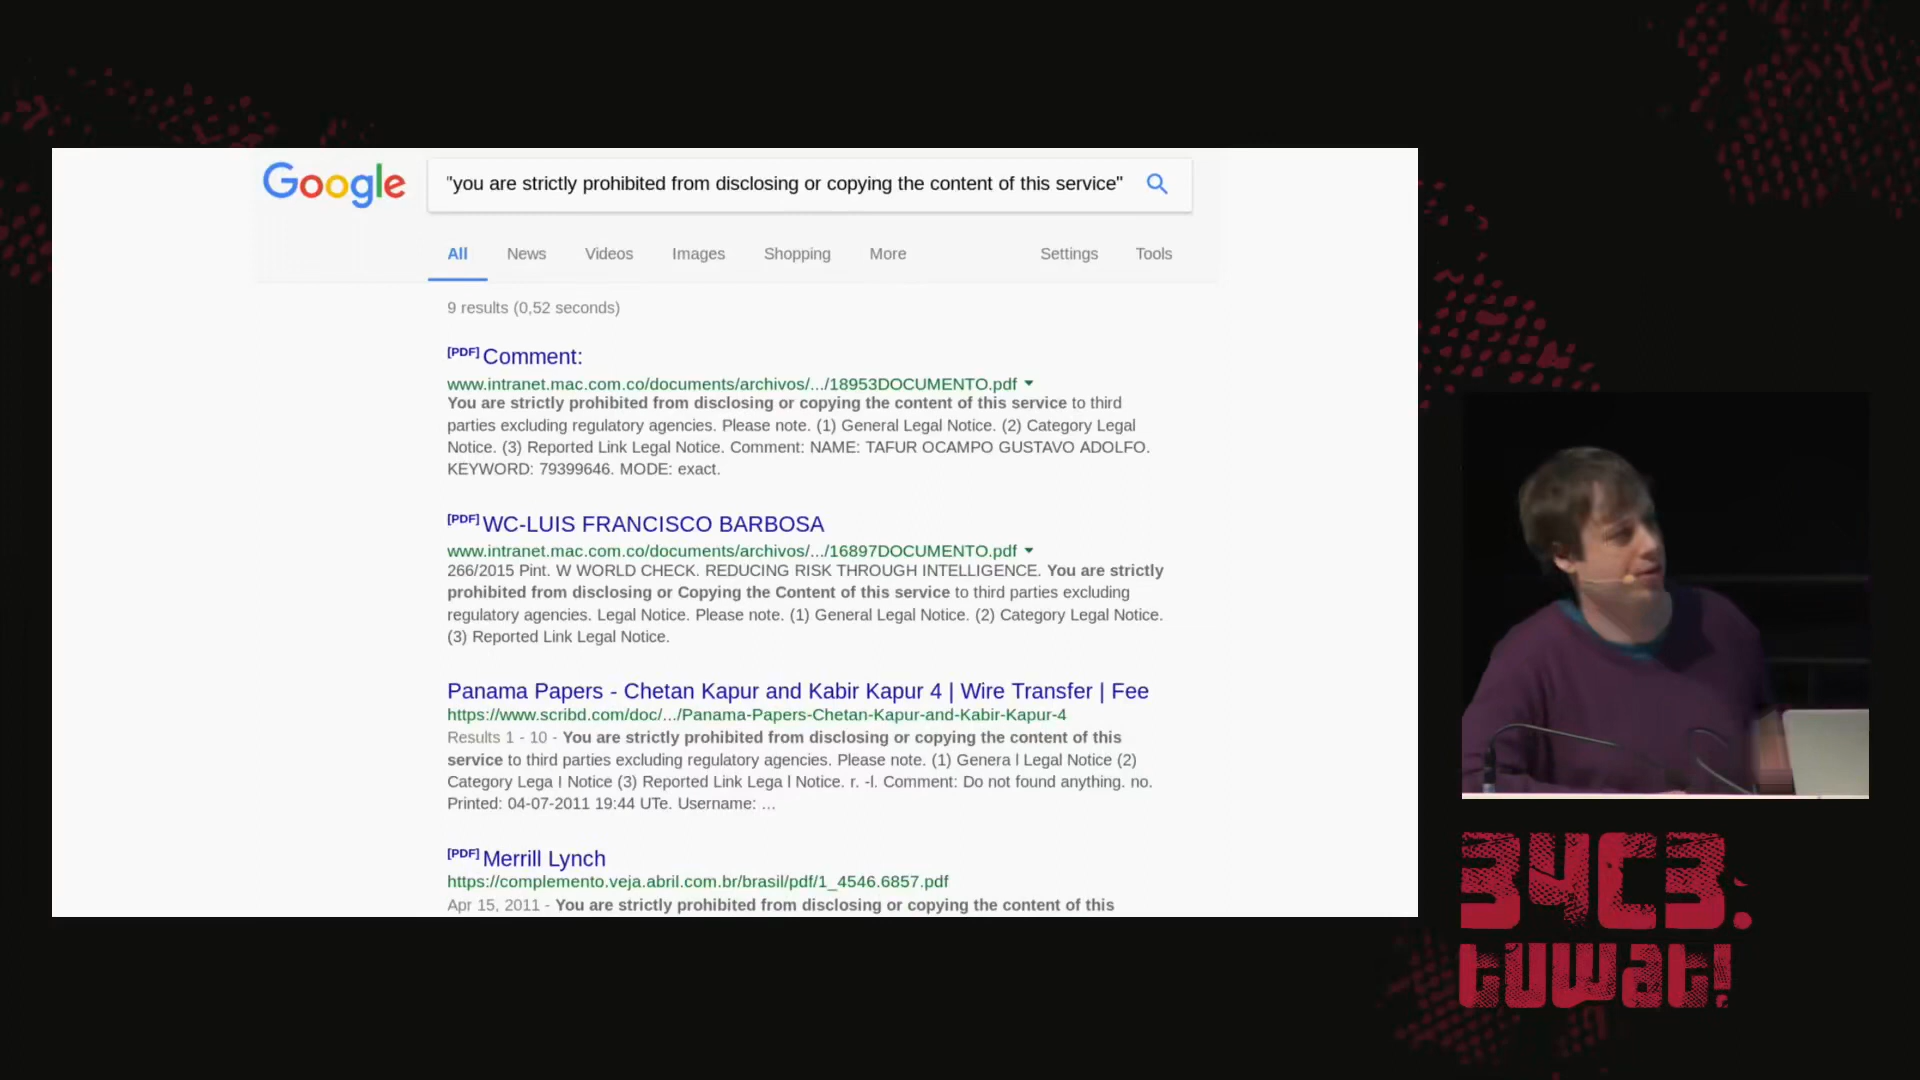 Google
"you are strictly prohibited from disclosing or copying the content of this service"
All News Videos Images Shopping More Settings Tools
9 results (0,52 seconds)
[PDF] Comment:
www.intranet.mac.com.co/documents/archivos/.../18953DOCUMENTO.pdf
You are strictly prohibited from disclosing or copying the content of this service to third
parties excluding regulatory agencies. Please note. (1) General Legal Notice. (2) Category Legal
Notice. (3) Reported Link Legal Notice. Comment: NAME: TAFUR OCAMPO GUSTAVO ADOLFO.
KEYWORD: 79399646. MODE: exact.
[PDF] WC-LUIS FRANCISCO BARBOSA
www.intranet.mac.com.co/documents/archivos/.../16897DOCUMENTO.pdf
266/2015 Pint. W WORLD CHECK. REDUCING RISK THROUGH INTELLIGENCE. You are strictly
prohibited from disclosing or Copying the Content of this service to third parties excluding
regulatory agencies. Legal Notice. Please note. (1) General Legal Notice. (2) Category Legal Notice.
(3) Reported Link Legal Notice.
Panama Papers - Chetan Kapur and Kabir Kapur 4 | Wire Transfer | Fee
https://www.scribd.com/doc/.../Panama-Papers-Chetan-Kapur-and-Kabir-Kapur-4
Results 1 - 10 - You are strictly prohibited from disclosing or copying the content of this
service to third parties excluding regulatory agencies. Please note. (1) Genera l Legal Notice (2)
Category Lega l Notice (3) Reported Link Lega l Notice. r. -l. Comment: Do not found anything. no.
Printed: 04-07-2011 19:44 UTe. Username: ...
[PDF] Merrill Lynch
https://complemento.veja.abril.com.br/brasil/pdf/1_4546.6857.pdf
Apr 15, 2011 - You are strictly prohibited from disclosing or copying the content of this
34C3.
tuwat!